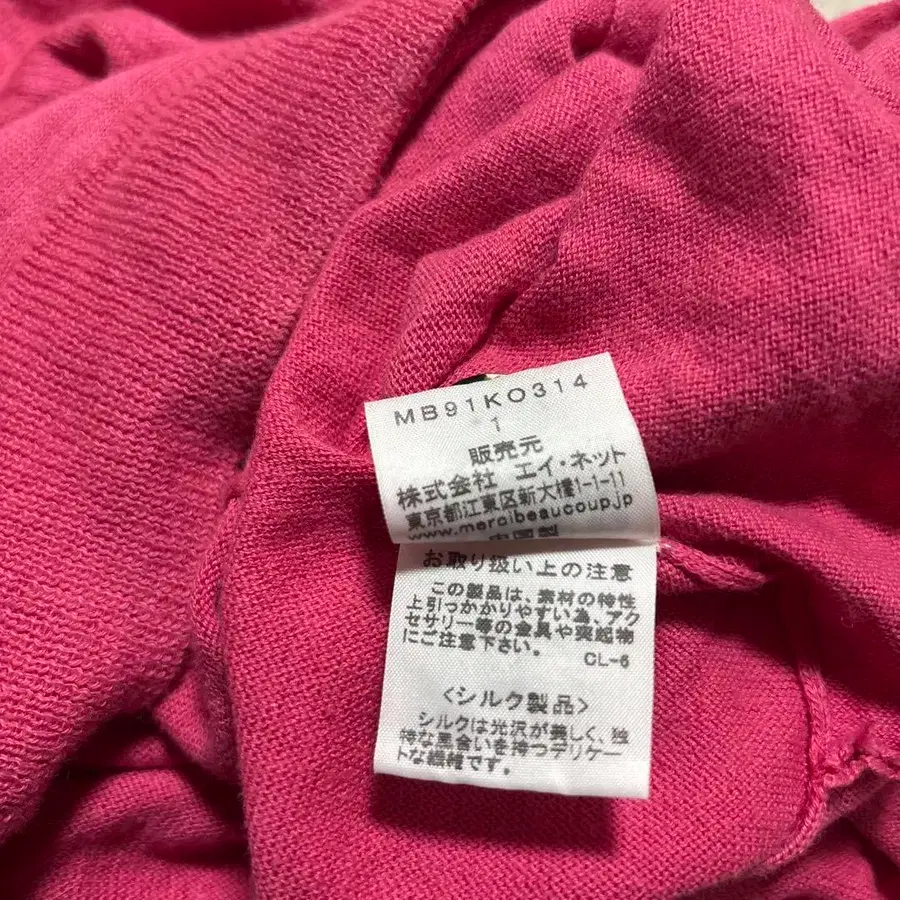 MB91KO314
1
販売元
株式会社 エイ・ネット
東京都江東区新大橋1-1-11
www.mercibeaucoup.jp
中国製
お取り扱い上の注意
この製品は、素材の特性
上引っかかりやすい為、アク
セサリー等の金具や突起物
にご注意下さい。
CL-6
<シルク製品>
シルクは光沢が美しく、独
特な風合いを持つデリケー
トな繊維です。